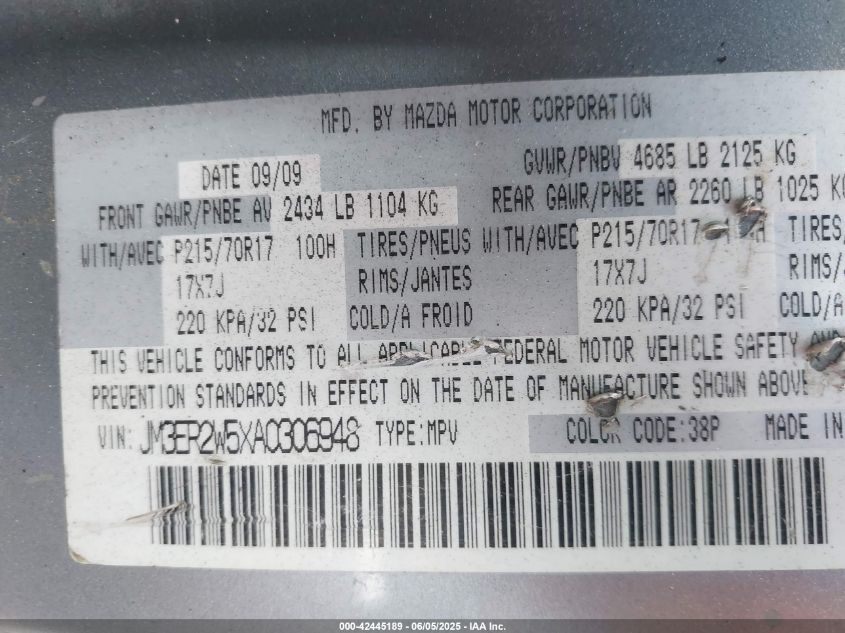 MFD. BY MAZDA MOTOR CORPORATION
DATE 09/09 GVWR/PNBV 4685 LB 2125 KG
FRONT GAWR/PNBE AV 2434 LB 1104 KG REAR GAWR/PNBE AR 2260 LB 1025 KG
WITH/AVEC P215/70R17 100H TIRES/PNEUS WITH/AVEC P215/70R17 TIRES/
17X7J RIMS/JANTES 17X7J RIMS/
220 KPA/32 PSI COLD/A FROID 220 KPA/32 PSI COLD/A
THIS VEHICLE CONFORMS TO ALL APPLICABLE FEDERAL MOTOR VEHICLE SAFETY AND
PREVENTION STANDARDS IN EFFECT ON THE DATE OF MANUFACTURE SHOWN ABOVE
VIN: JM3ER2W5XA0306948 TYPE:MPV COLOR CODE:38P MADE IN
000-42445189 - 06/05/2025 - IAA Inc.